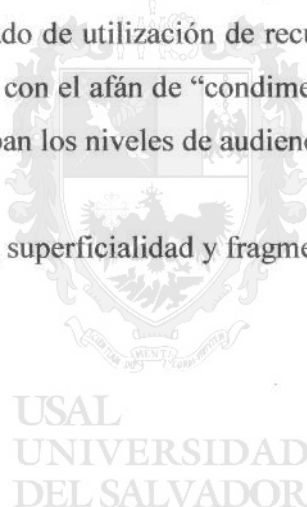 ado de utilización de recu
con el afán de “condime
ban los niveles de audienc
superficialidad y fragme
USAL
UNIVERSIDAD
DEL SALVADOR